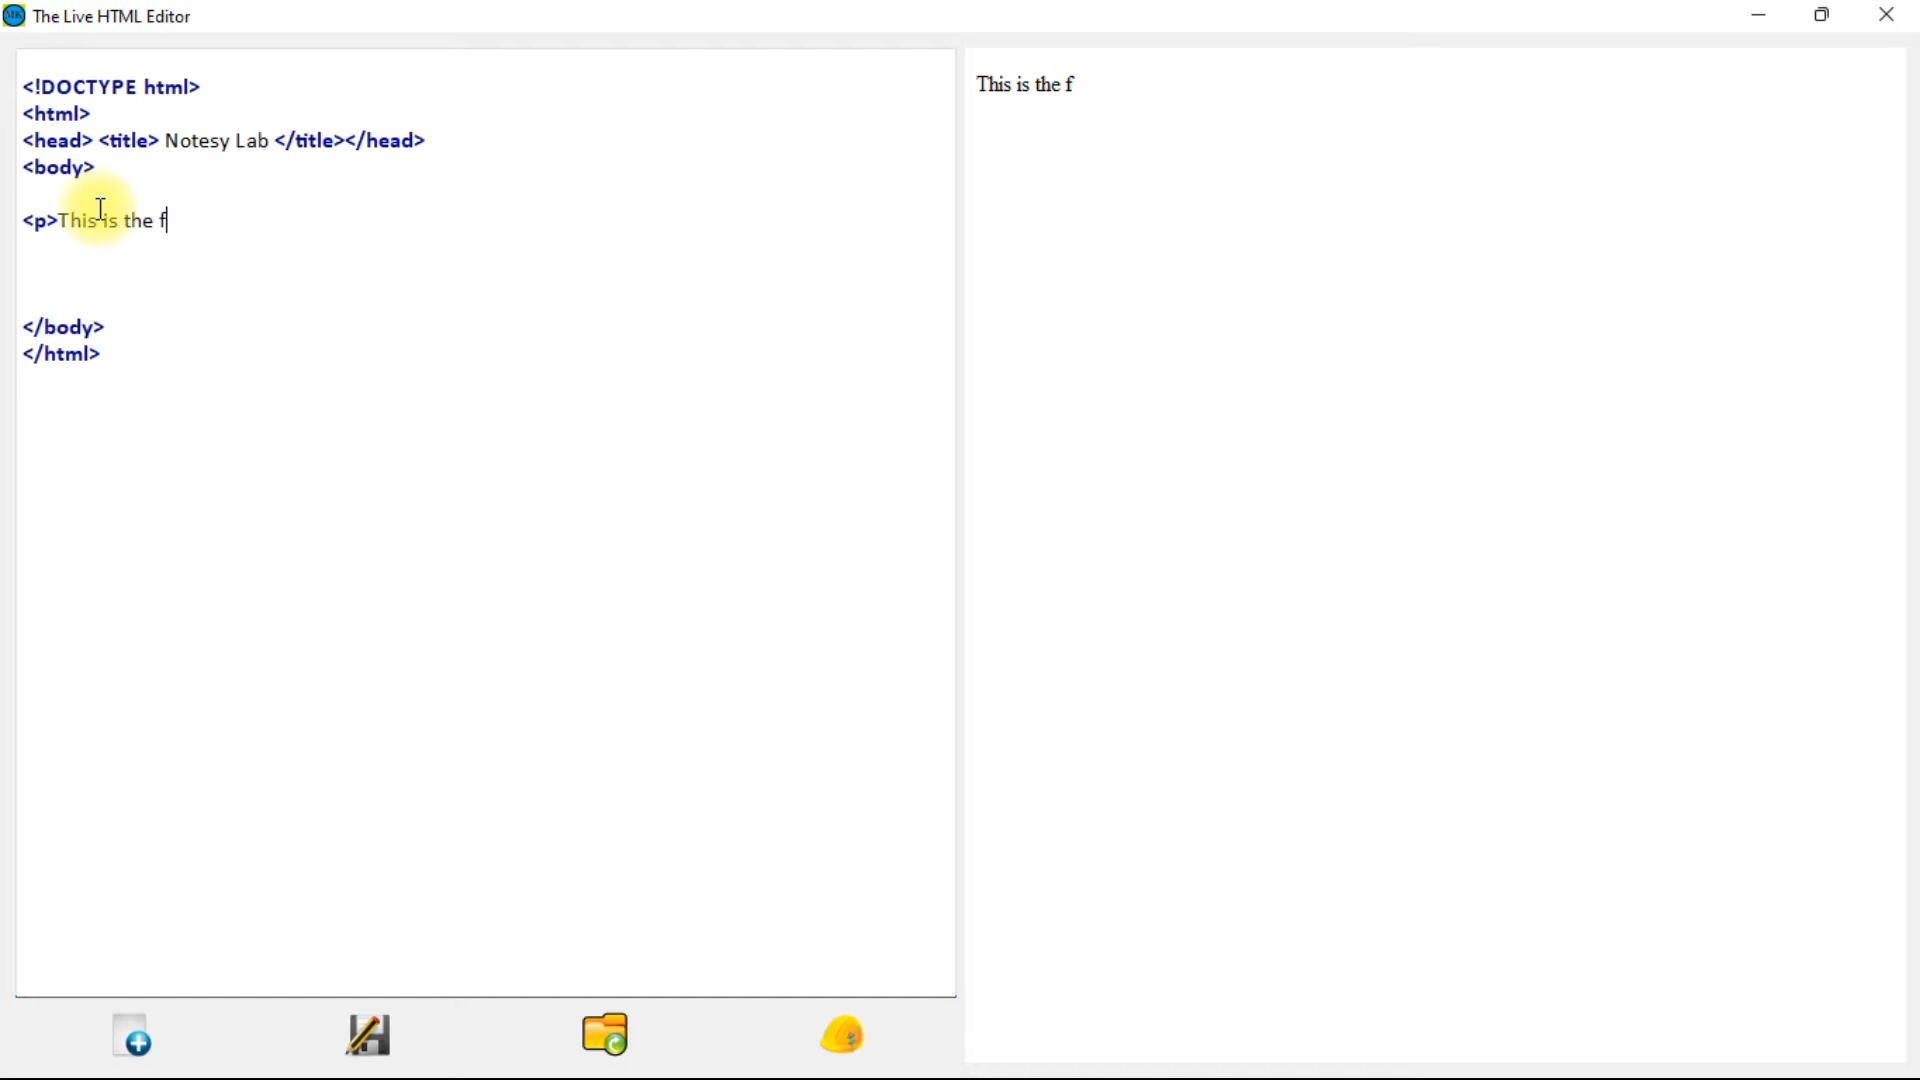 The Live HTML Editor
<!DOCTYPE html>
<html>
<head> <title> Notesy Lab </title></head>
<body>
<p>This is the f
</body>
</html>
This is the f